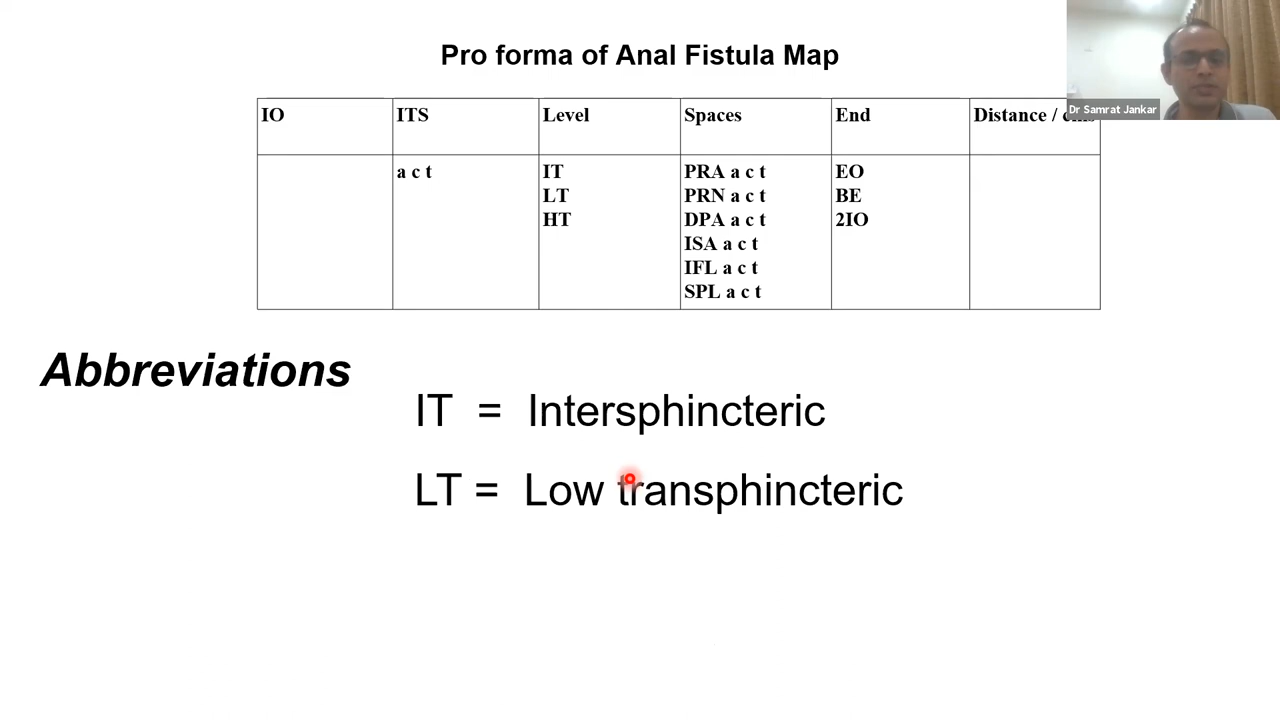 Pro forma of Anal Fistula Map
Dr Samrat Jankar
IO ITS Level Spaces End Distance /
a c t IT PRA a c t EO
LT PRN a c t BE
HT DPA a c t 2IO
ISA a c t
IFL a c t
SPL a c t
Abbreviations
IT = Intersphincteric
LT = Low transphincteric